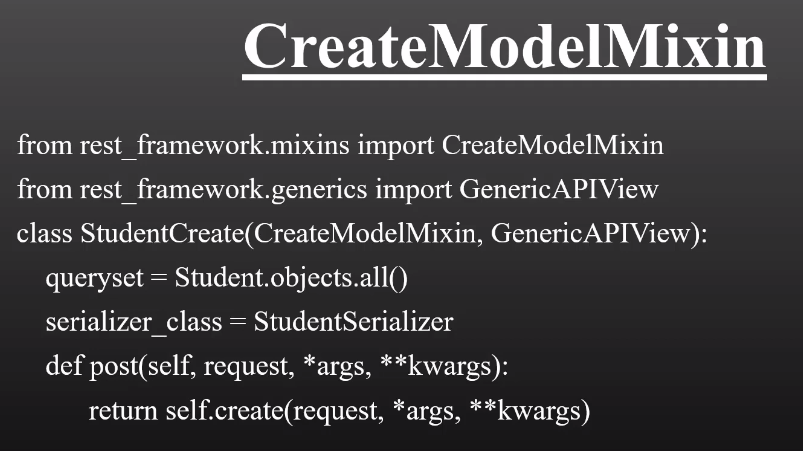 CreateModelMixin
from rest_framework.mixins import CreateModelMixin
from rest_framework.generics import GenericAPIView
class StudentCreate(CreateModelMixin, GenericAPIView):
queryset = Student.objects.all()
serializer_class = StudentSerializer
def post(self, request, *args, **kwargs):
return self.create(request, *args, **kwargs)